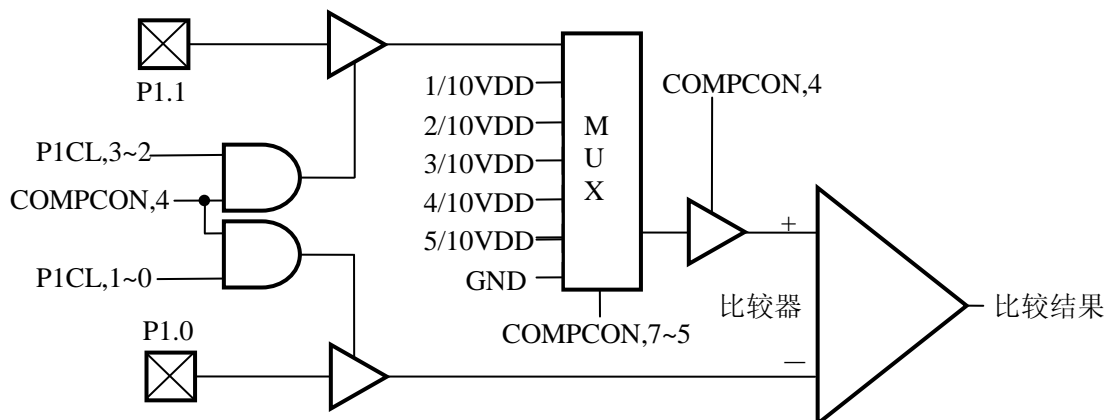 P1.1
1/10VDD
COMPCON,4
2/10VDD
M
P1CL,3~2
3/10VDD
U
X
COMPCON,4
4/10VDD
5/10VDD
+
P1CL,1~0
GND
比较器
比较结果
COMPCON,7~5
P1.0
—